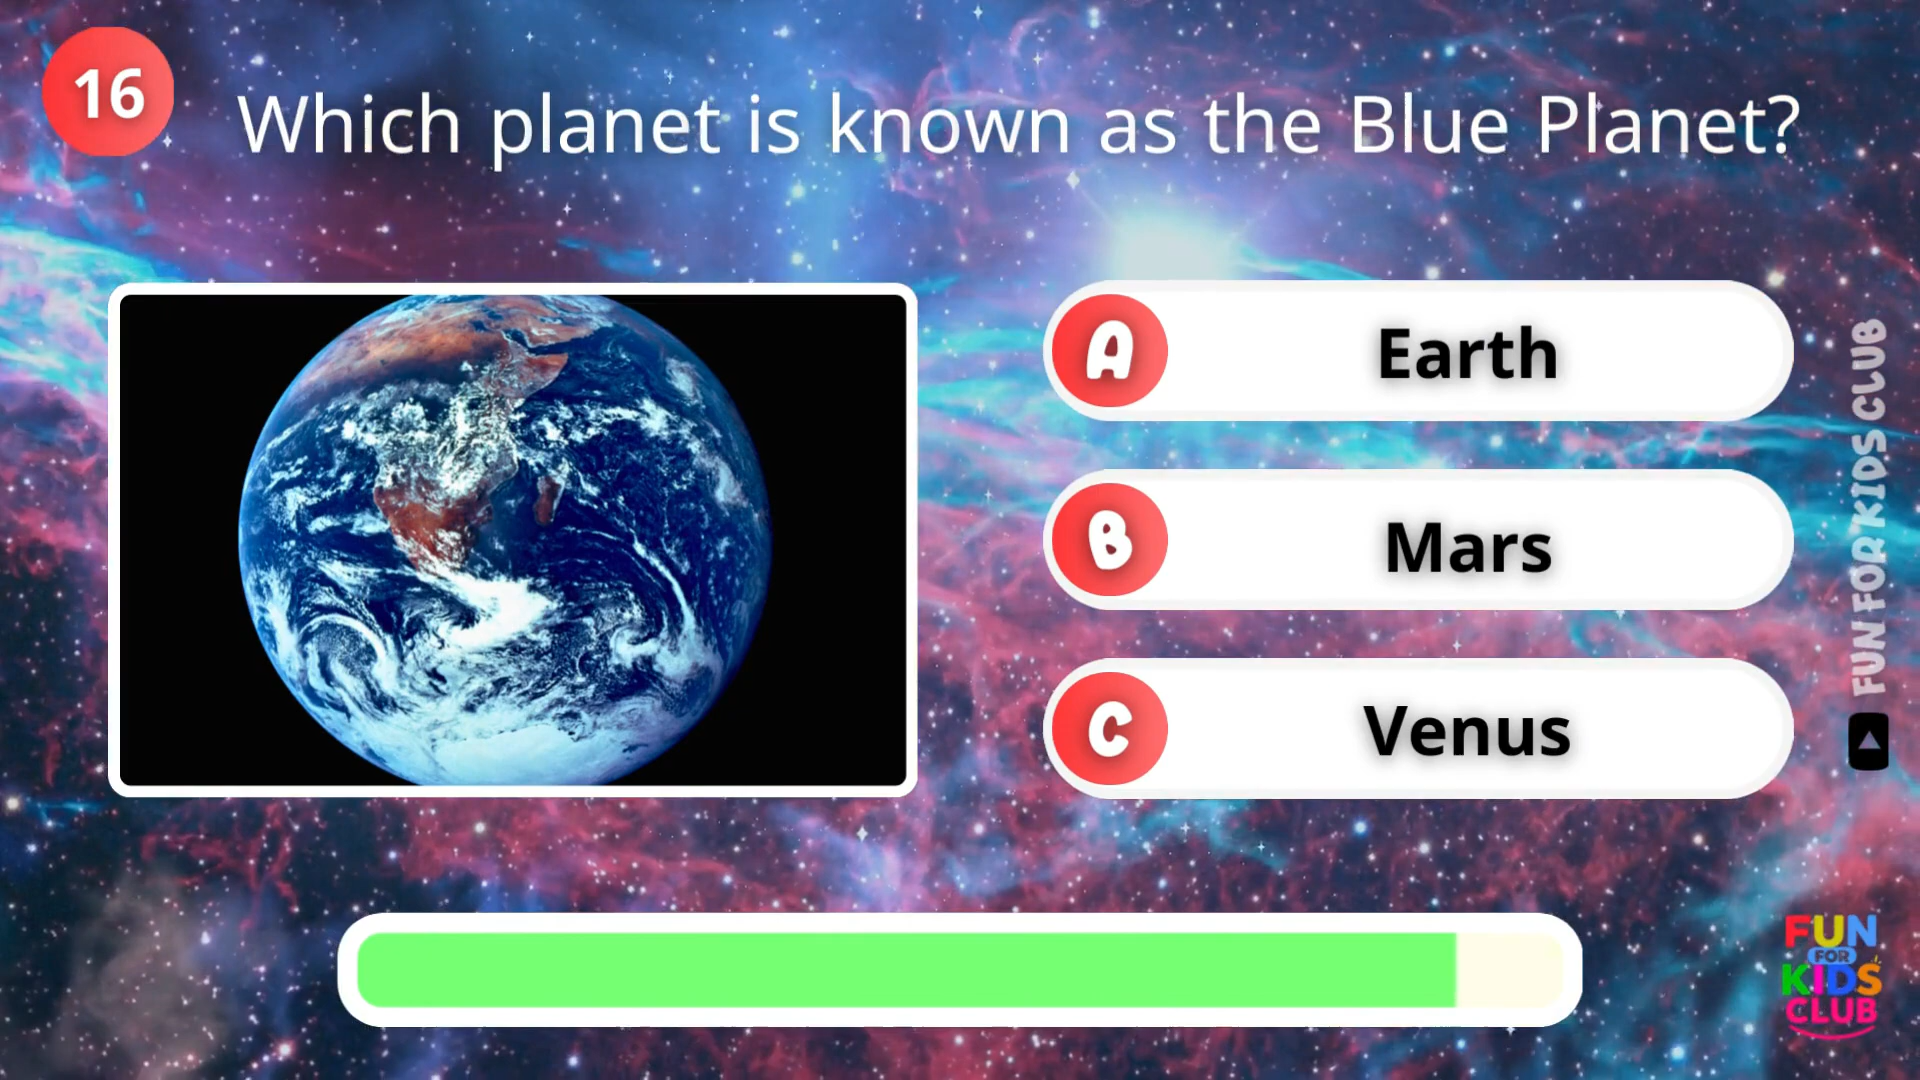 16
Which planet is known as the Blue Planet?
A Earth
B Mars
C Venus
FUN FOR KIDS CLUB
FUN
FOR
KIDS
CLUB